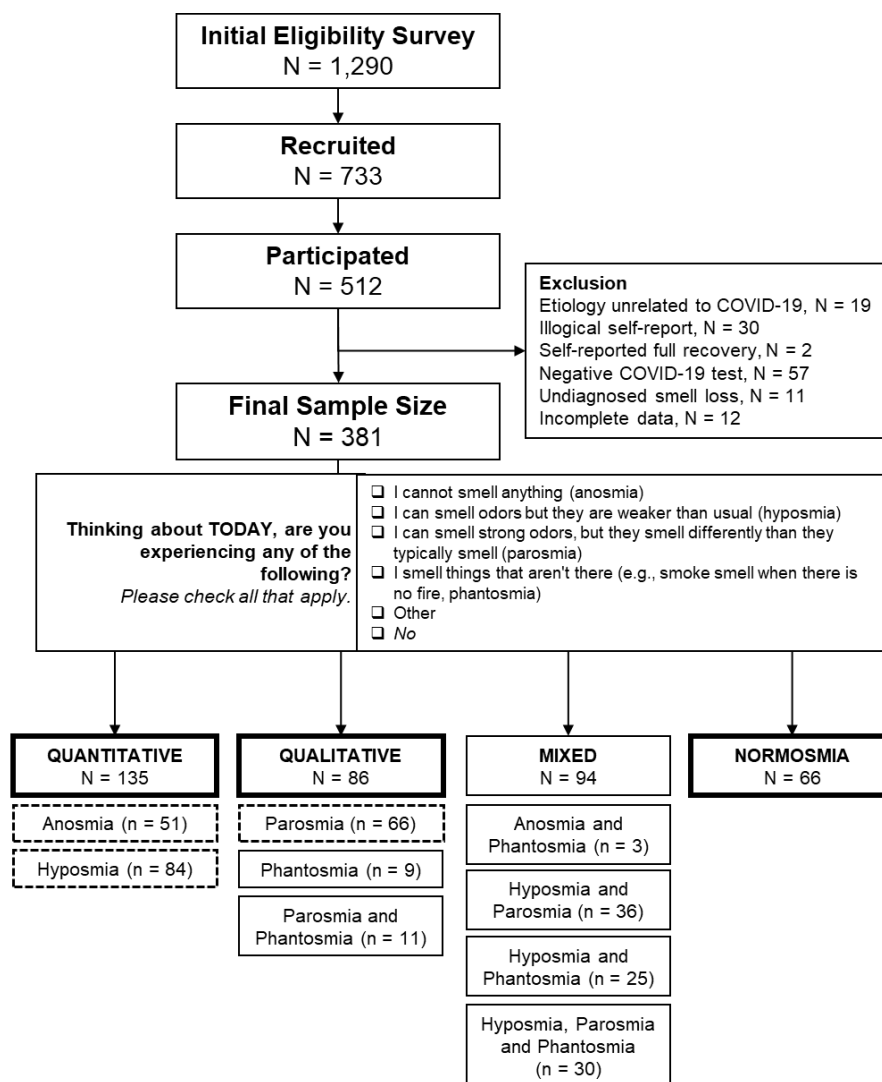 Initial Eligibility Survey
N = 1,290
Recruited
N = 733
Participated
N = 512
Exclusion
Etiology unrelated to COVID-19, N = 19
Illogical self-report, N = 30
Self-reported full recovery, N = 2
Negative COVID-19 test, N = 57
Undiagnosed smell loss, N = 11
Incomplete data, N = 12
Final Sample Size
N = 381
Thinking about TODAY, are you
experiencing any of the
following?
Please check all that apply.
❑ I cannot smell anything (anosmia)
❑ I can smell odors but they are weaker than usual (hyposmia)
❑ I can smell strong odors, but they smell differently than they
typically smell (parosmia)
❑ I smell things that aren't there (e.g., smoke smell when there is
no fire, phantosmia)
❑ Other
❑ No
QUANTITATIVE
N = 135
Anosmia (n = 51)
Hyposmia (n = 84)
QUALITATIVE
N = 86
Parosmia (n = 66)
Phantosmia (n = 9)
Parosmia and
Phantosmia (n = 11)
MIXED
N = 94
Anosmia and
Phantosmia (n = 3)
Hyposmia and
Parosmia (n = 36)
Hyposmia and
Phantosmia (n = 25)
Hyposmia, Parosmia
and Phantosmia
(n = 30)
NORMOSMIA
N = 66